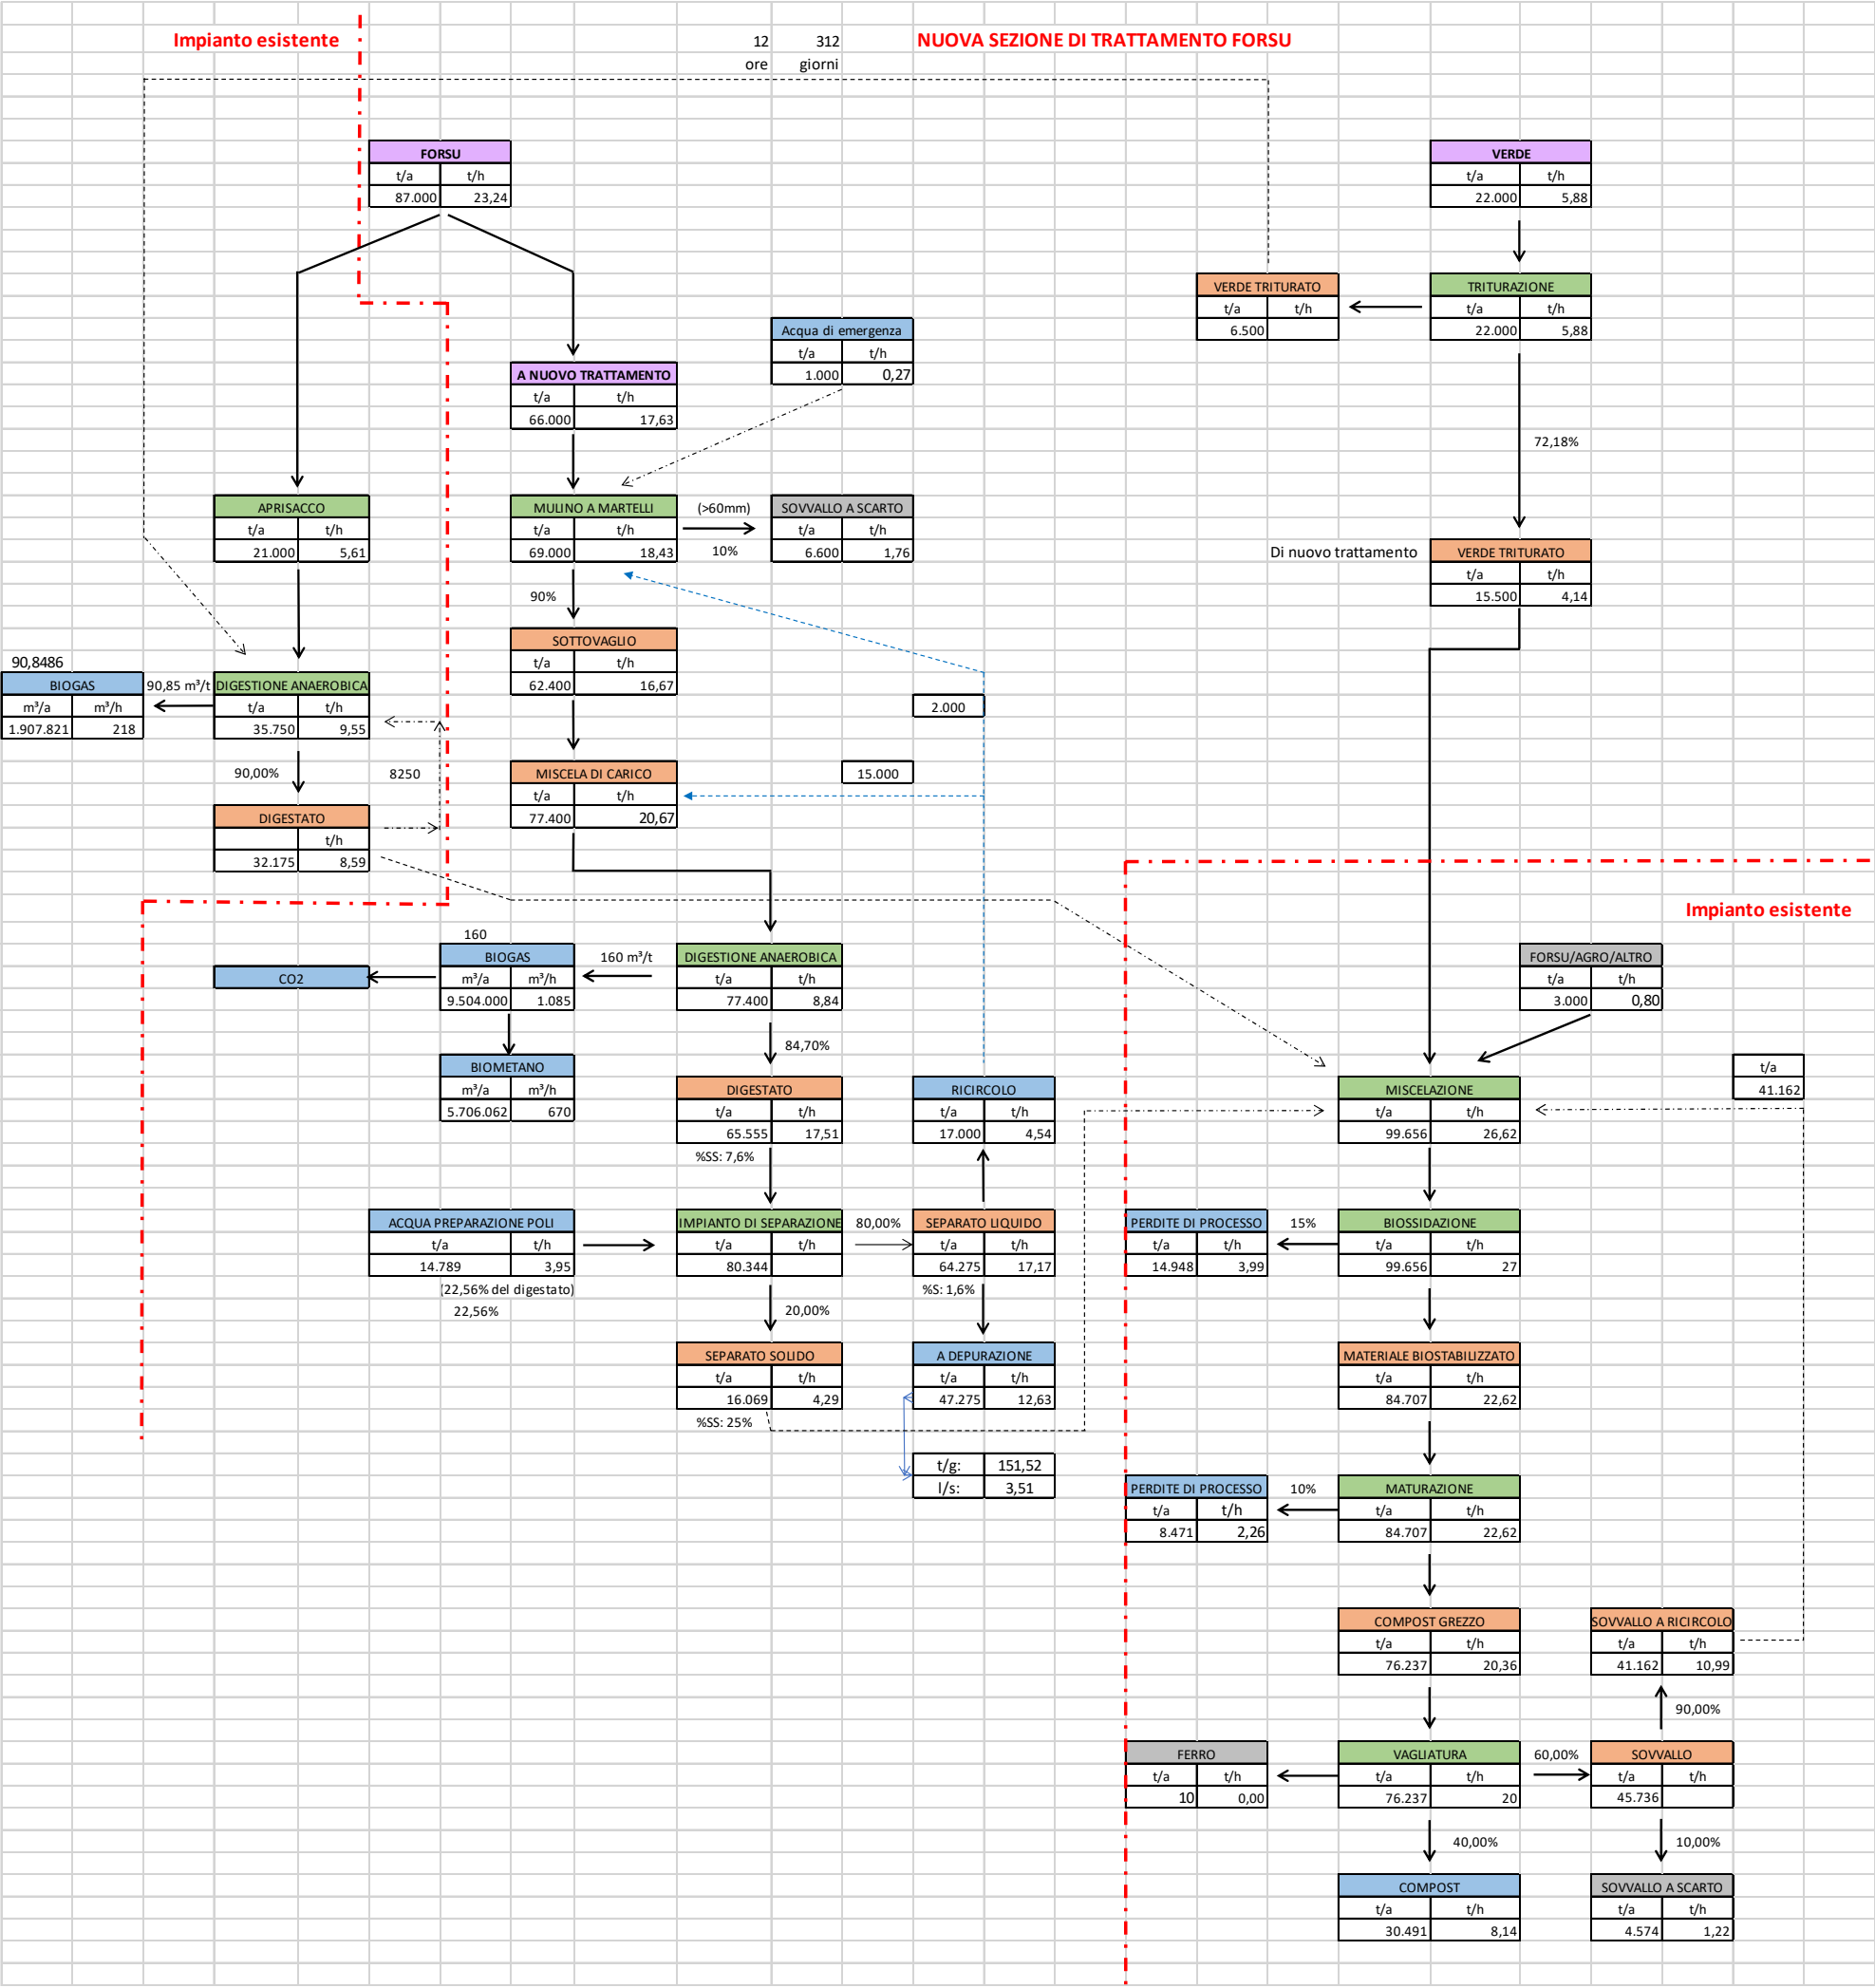 Impianto esistente
12 312
ore giorni
NUOVA SEZIONE DI TRATTAMENTO FORSU
FORSU
t/a t/h
87.000 23,24
VERDE
t/a t/h
22.000 5,88
VERDE TRITURATO
t/a t/h
6.500
TRITURAZIONE
t/a t/h
22.000 5,88
Acqua di emergenza
t/a t/h
1.000 0,27
A NUOVO TRATTAMENTO
t/a t/h
66.000 17,63
72,18%
APRISACCO
t/a t/h
21.000 5,61
MULINO A MARTELLI
t/a t/h
69.000 18,43
(>60mm)
10%
SOVVALLO A SCARTO
t/a t/h
6.600 1,76
Di nuovo trattamento
VERDE TRITURATO
t/a t/h
15.500 4,14
90%
SOTTOVAGLIO
t/a t/h
62.400 16,67
90,8486
BIOGAS
m³/a m³/h
1.907.821 218
90,85 m³/t
DIGESTIONE ANAEROBICA
t/a t/h
35.750 9,55
2.000
90,00%
8250
MISCELA DI CARICO
t/a t/h
77.400 20,67
15.000
DIGESTATO
t/h
32.175 8,59
Impianto esistente
160
BIOGAS
m³/a m³/h
9.504.000 1.085
160 m³/t
DIGESTIONE ANAEROBICA
t/a t/h
77.400 8,84
CO2
FORSU/AGRO/ALTRO
t/a t/h
3.000 0,80
84,70%
BIOMETANO
m³/a m³/h
5.706.062 670
DIGESTATO
t/a t/h
65.555 17,51
%SS: 7,6%
RICIRCOLO
t/a t/h
17.000 4,54
MISCELAZIONE
t/a t/h
99.656 26,62
t/a
41.162
ACQUA PREPARAZIONE POLI
t/a t/h
14.789 3,95
(22,56% del digestato)
22,56%
IMPIANTO DI SEPARAZIONE
t/a t/h
80.344
80,00%
SEPARATO LIQUIDO
t/a t/h
64.275 17,17
%S: 1,6%
PERDITE DI PROCESSO
t/a t/h
14.948 3,99
15%
BIOSSIDAZIONE
t/a t/h
99.656 27
20,00%
SEPARATO SOLIDO
t/a t/h
16.069 4,29
%SS: 25%
A DEPURAZIONE
t/a t/h
47.275 12,63
MATERIALE BIOSTABILIZZATO
t/a t/h
84.707 22,62
t/g: 151,52
l/s: 3,51
PERDITE DI PROCESSO
t/a t/h
8.471 2,26
10%
MATURAZIONE
t/a t/h
84.707 22,62
COMPOST GREZZO
t/a t/h
76.237 20,36
SOVVALLO A RICIRCOLO
t/a t/h
41.162 10,99
90,00%
FERRO
t/a t/h
10 0,00
VAGLIATURA
t/a t/h
76.237 20
60,00%
SOVVALLO
t/a t/h
45.736
40,00%
10,00%
COMPOST
t/a t/h
30.491 8,14
SOVVALLO A SCARTO
t/a t/h
4.574 1,22